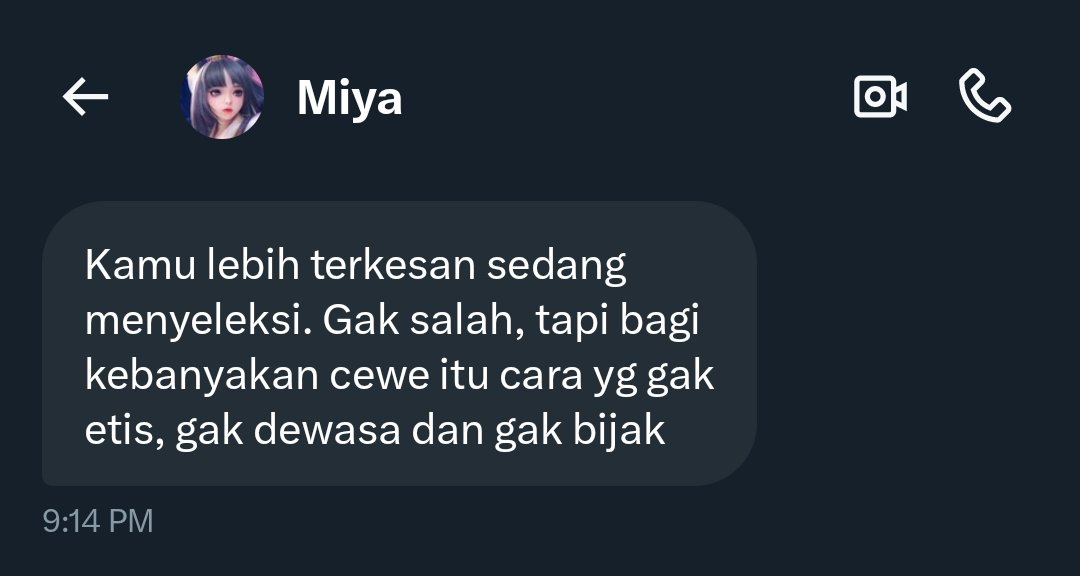 Miya
Kamu lebih terkesan sedang
menyeleksi. Gak salah, tapi bagi
kebanyakan cewe itu cara yg gak
etis, gak dewasa dan gak bijak
9:14 PM